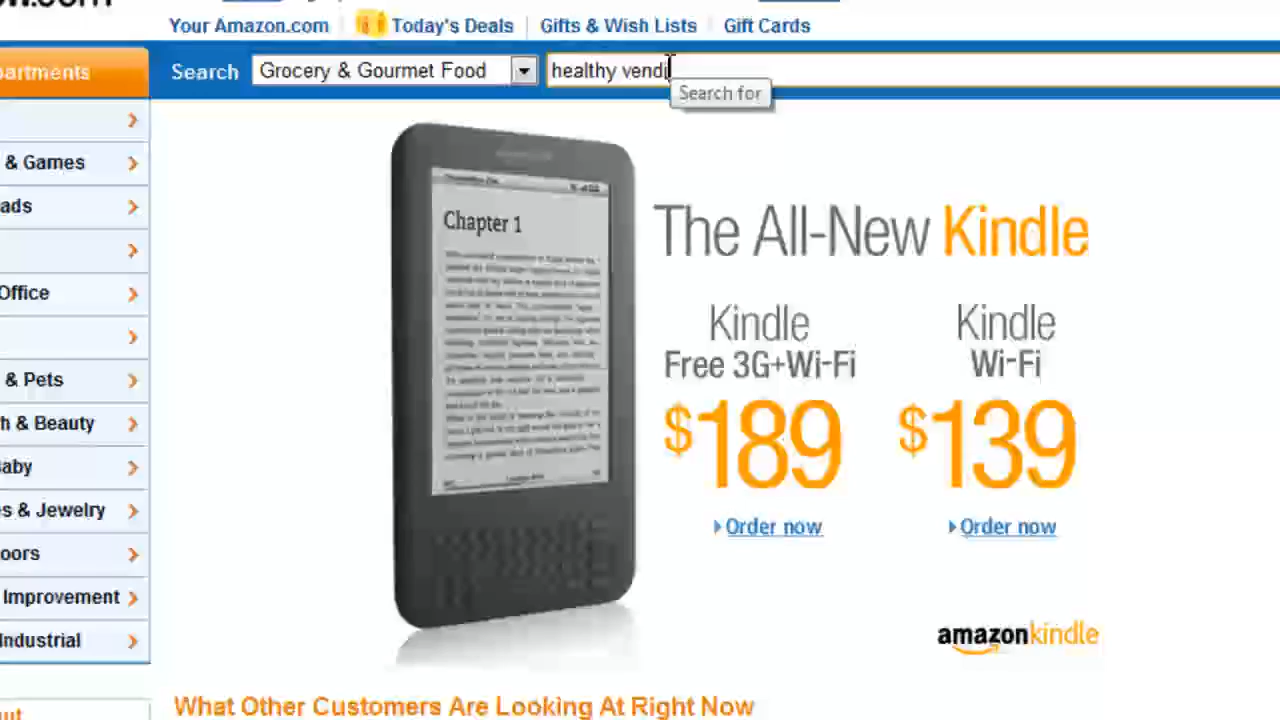 Your Amazon.com Today's Deals Gifts & Wish Lists Gift Cards
partments
Search Grocery & Gourmet Food healthy vendi
Search for
& Games
ads
Office
& Pets
h & Beauty
aby
s & Jewelry
oors
Improvement
Industrial
Chapter 1
The All-New Kindle
Kindle
Free 3G+Wi-Fi
$189
Order now
Kindle
Wi-Fi
$139
Order now
amazonkindle
What Other Customers Are Looking At Right Now